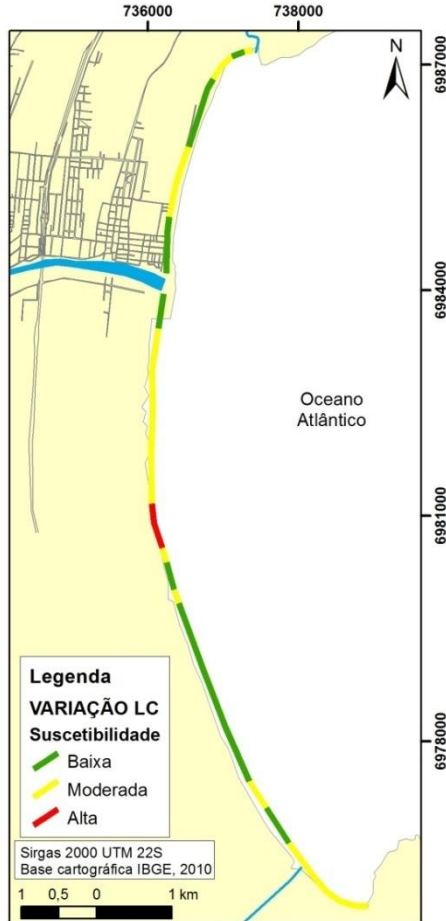 736000 738000
N
6987000
6984000
Oceano
Atlântico
6981000
6978000
Legenda
VARIAÇÃO LC
Suscetibilidade
Baixa
Moderada
Alta
Sirgas 2000 UTM 22S
Base cartográfica IBGE, 2010
1 0,5 0 1 km